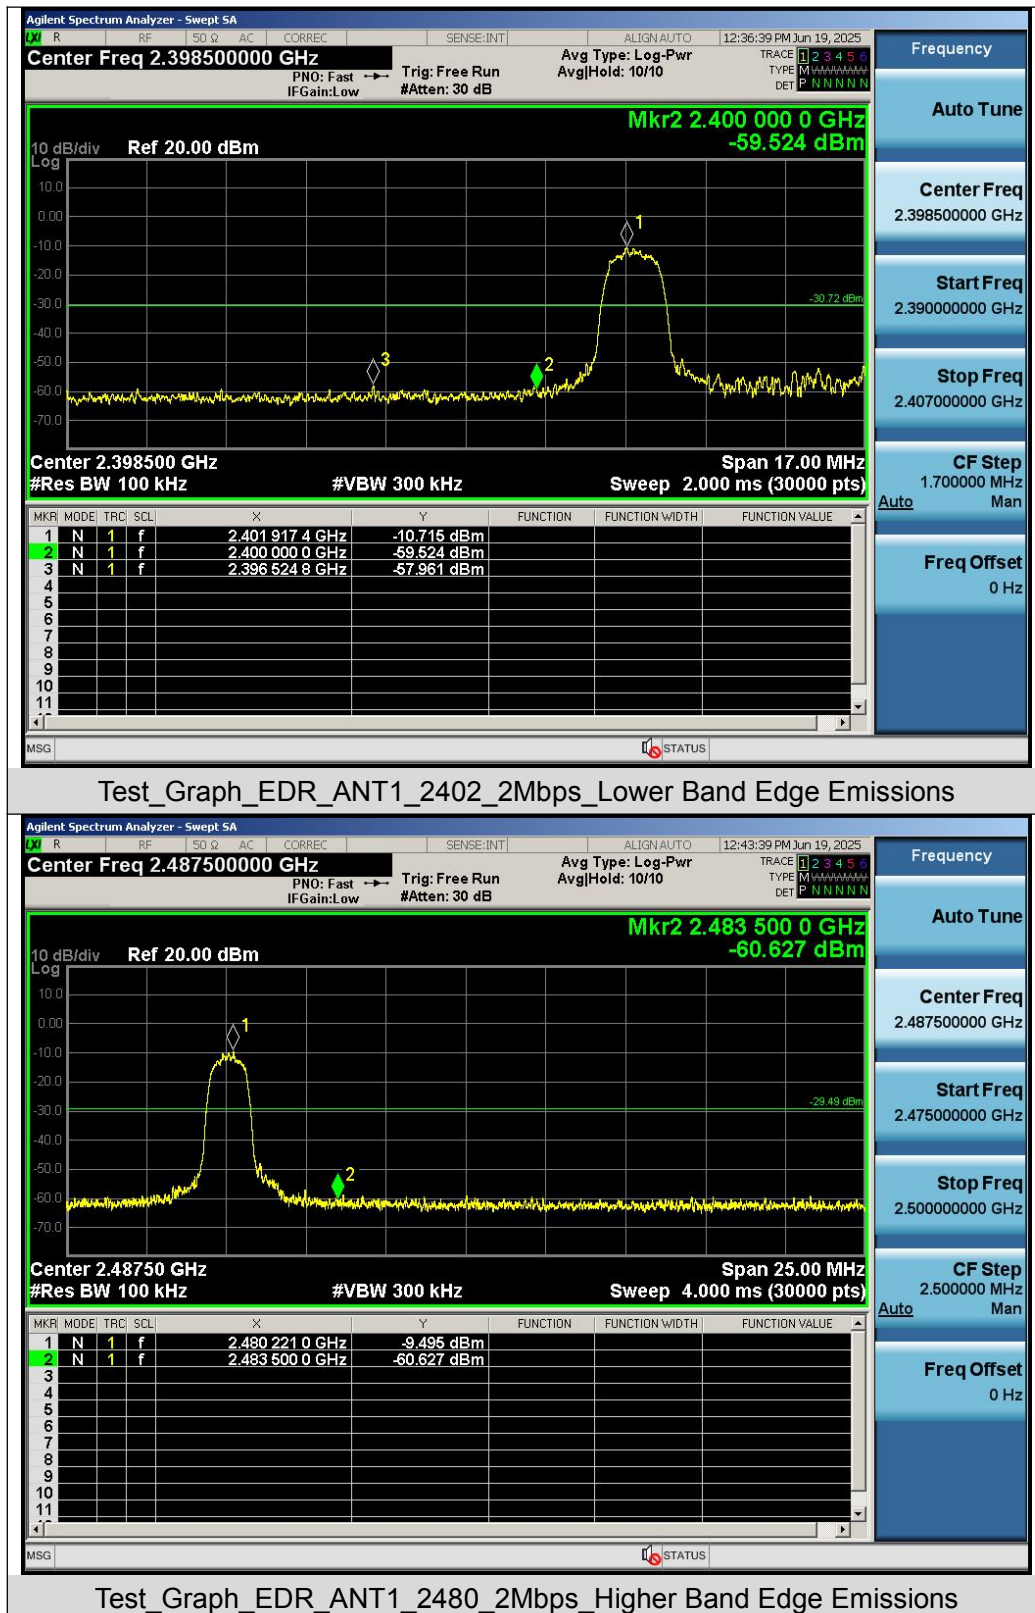 Agilent Spectrum Analyzer - Swept SA
LXI R RF 50 Ω AC CORREC SENSE:INT ALIGN AUTO 12:36:39 PM Jun 19, 2025
Center Freq 2.398500000 GHz
PNO: Fast Trig: Free Run Avg Type: Log-Pwr TRACE 1 2 3 4 5 6
IFGain:Low #Atten: 30 dB Avg|Hold: 10/10 TYPE M
DET P N N N N N
Mkr2 2.400 000 0 GHz
-59.524 dBm
10 dB/div Ref 20.00 dBm
Log
10.0
0.00
-10.0
-20.0
-30.0
-40.0
-50.0
-60.0
-70.0
1
2
3
-30.72 dBm
Center 2.398500 GHz Span 17.00 MHz
#Res BW 100 kHz #VBW 300 kHz Sweep 2.000 ms (30000 pts)
MKR MODE TRC SCL X Y FUNCTION FUNCTION WIDTH FUNCTION VALUE
1 N 1 f 2.401 917 4 GHz -10.715 dBm
2 N 1 f 2.400 000 0 GHz -59.524 dBm
3 N 1 f 2.396 524 8 GHz -57.961 dBm
4
5
6
7
8
9
10
11
MSG STATUS
Frequency
Auto Tune
Center Freq
2.398500000 GHz
Start Freq
2.390000000 GHz
Stop Freq
2.407000000 GHz
CF Step
1.700000 MHz
Auto Man
Freq Offset
0 Hz
Test_Graph_EDR_ANT1_2402_2Mbps_Lower Band Edge Emissions
Agilent Spectrum Analyzer - Swept SA
LXI R RF 50 Ω AC CORREC SENSE:INT ALIGN AUTO 12:43:39 PM Jun 19, 2025
Center Freq 2.487500000 GHz
PNO: Fast Trig: Free Run Avg Type: Log-Pwr TRACE 1 2 3 4 5 6
IFGain:Low #Atten: 30 dB Avg|Hold: 10/10 TYPE M
DET P N N N N N
Mkr2 2.483 500 0 GHz
-60.627 dBm
10 dB/div Ref 20.00 dBm
Log
10.0
0.00
-10.0
-20.0
-30.0
-40.0
-50.0
-60.0
-70.0
1
2
-29.49 dBm
Center 2.48750 GHz Span 25.00 MHz
#Res BW 100 kHz #VBW 300 kHz Sweep 4.000 ms (30000 pts)
MKR MODE TRC SCL X Y FUNCTION FUNCTION WIDTH FUNCTION VALUE
1 N 1 f 2.480 221 0 GHz -9.495 dBm
2 N 1 f 2.483 500 0 GHz -60.627 dBm
3
4
5
6
7
8
9
10
11
MSG STATUS
Frequency
Auto Tune
Center Freq
2.487500000 GHz
Start Freq
2.475000000 GHz
Stop Freq
2.500000000 GHz
CF Step
2.500000 MHz
Auto Man
Freq Offset
0 Hz
Test_Graph_EDR_ANT1_2480_2Mbps_Higher Band Edge Emissions